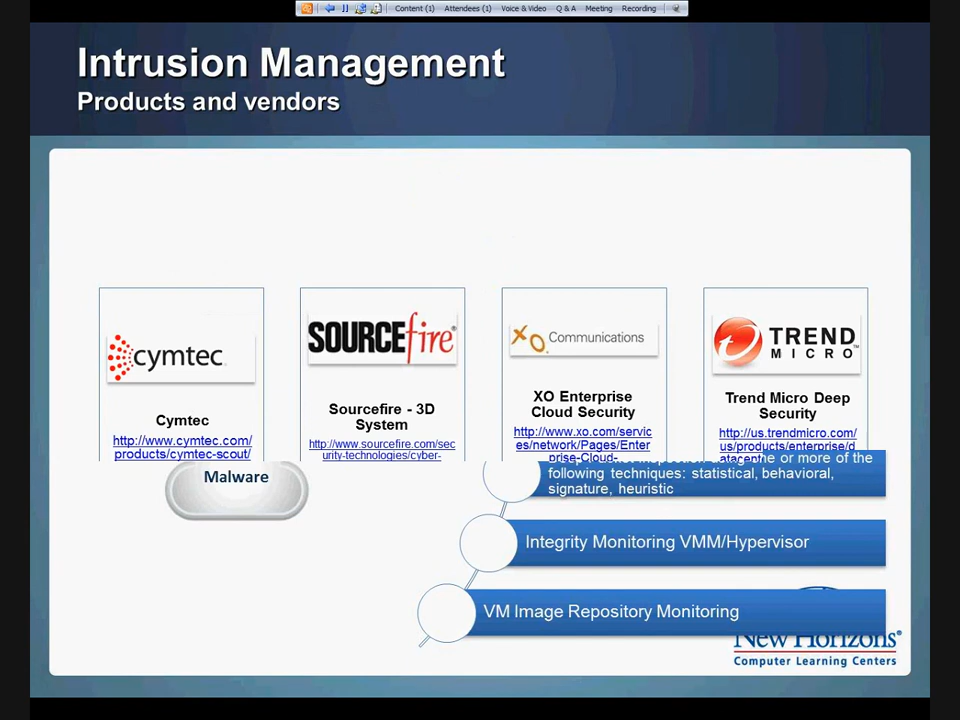 Content (1) Attendees (1) Voice & Video Q & A Meeting Recording
Intrusion Management
Products and vendors
cymtec
Cymtec
http://www.cymtec.com/
products/cymtec-scout/
SOURCEfire®
Sourcefire - 3D
System
http://www.sourcefire.com/sec
urity-technologies/cyber-
XO Communications
XO Enterprise
Cloud Security
http://www.xo.com/servic
es/network/Pages/Enter
prise-Cloud-
TREND
MICRO™
Trend Micro Deep
Security
http://us.trendmicro.com/
us/products/enterprise/d
Malware
or more of the
following techniques: statistical, behavioral,
signature, heuristic
Integrity Monitoring VMM/Hypervisor
VM Image Repository Monitoring
New Horizons®
Computer Learning Centers